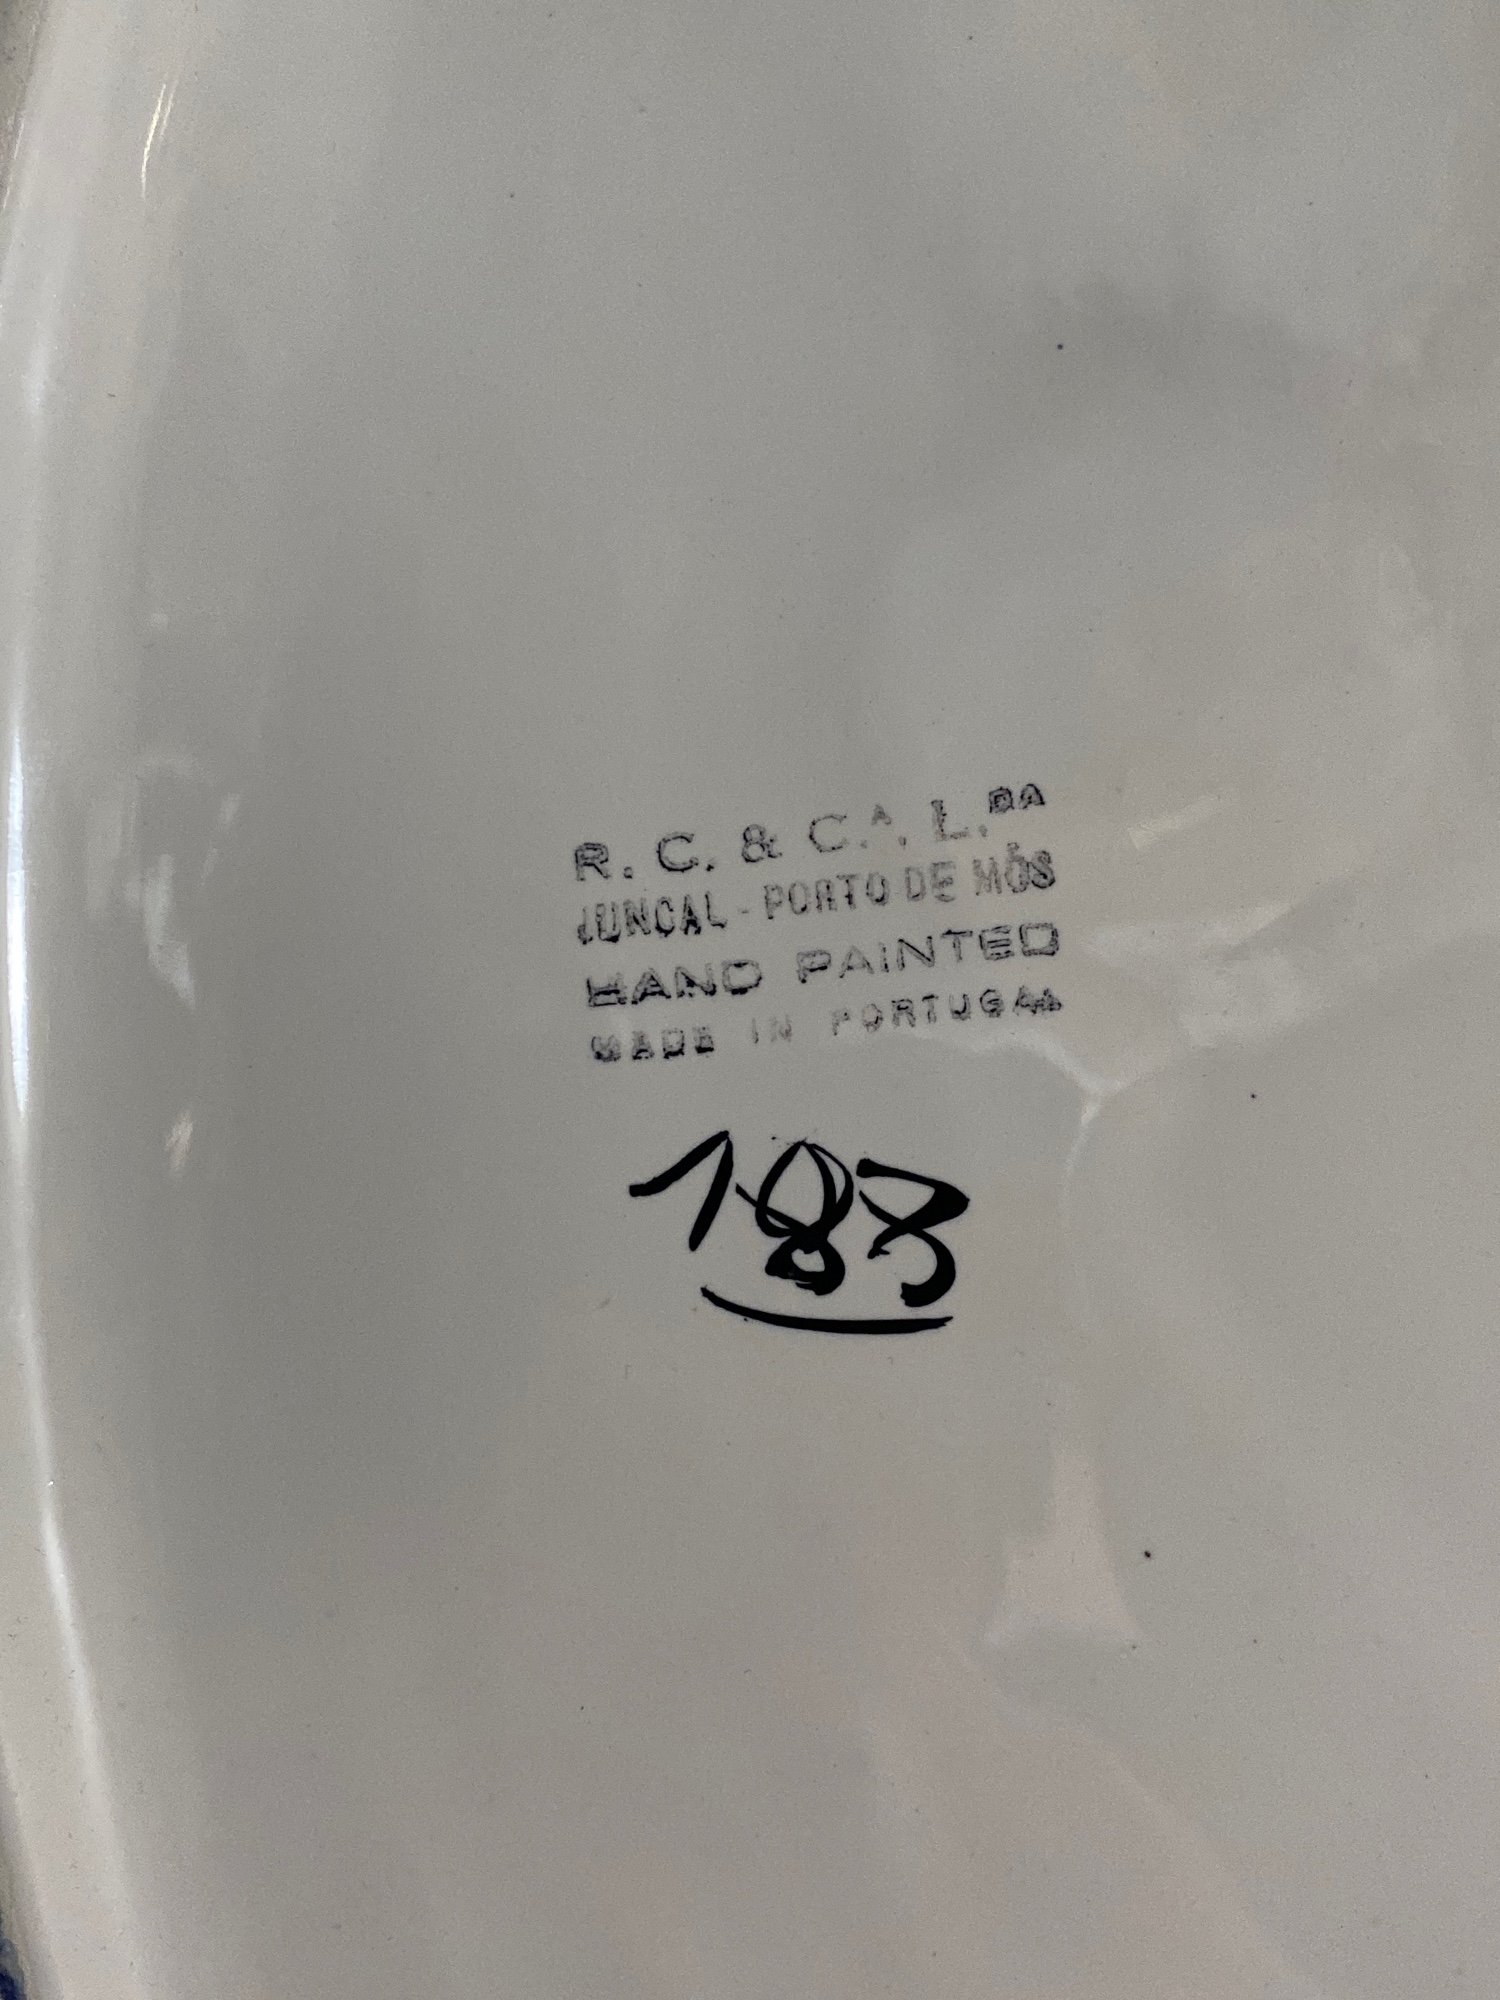 R. C. & C.ᴬ. L.ᴰᴬ
JUNCAL - PORTO DE MÓS
HAND PAINTED
MADE IN PORTUGAL
183